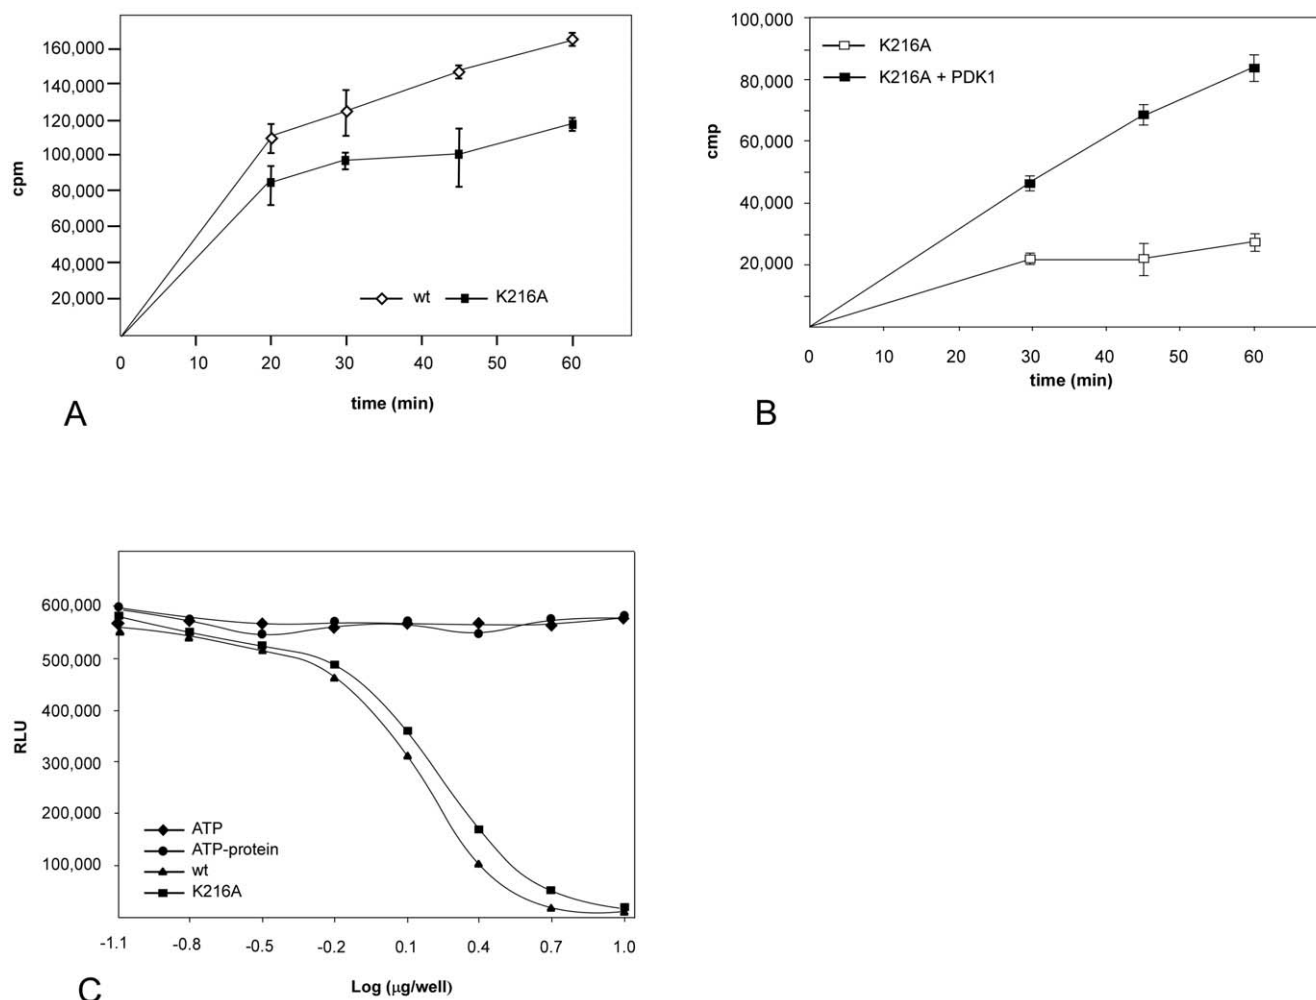 160,000
140,000
120,000
100,000
80,000
60,000
40,000
20,000
cpm
wt
K216A
0 10 20 30 40 50 60
time (min)
A
100,000
80,000
60,000
40,000
20,000
cmp
K216A
K216A + PDK1
0 10 20 30 40 50 60
time (min)
B
600,000
500,000
400,000
300,000
200,000
100,000
RLU
ATP
ATP-protein
wt
K216A
-1.1 -0.8 -0.5 -0.2 0.1 0.4 0.7 1.0
Log (µg/well)
C